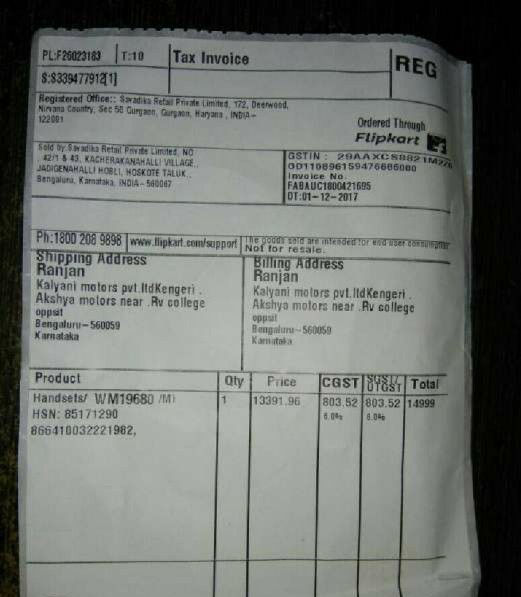 PL:F26023183 T:10 Tax Invoice REG
S:S339477912[1]
Registered Office:: Savadika Retail Private Limited, 172, Deerwood,
Nirvana Country, Sec 50 Gurgaon, Gurgaon, Haryana , INDIA-
122001
Ordered Through
Flipkart
Sold by:Savadika Retail Private Limited, NO
. 42/1 & 43, KACHERAKANAHALLI VILLAGE,
JADIGENAHALLI HOBLI, HOSKOTE TALUK,.
Bengaluru, Karnataka, INDIA-560067
GSTIN :
OD110896159476666000
Invoice No.
FABAUC1800421695
DT:01-12-2017
Ph:1800 208 9898 www.flipkart.com/support The goods sold are intended for end user consumption
Not for resale.
Shipping Address
Ranjan
Kalyani motors pvt.ltdKengeri .
Akshya motors near .Rv college
oppsit
Bengaluru-560059
Karnataka
Billing Address
Ranjan
Kalyani motors pvt.ltdKengeri .
Akshya motors near .Rv college
oppsit
Bengaluru-560059
Karnataka
Product Qty Price CGST SGST/ UTGST Total
Handsets/ WM19680 /Mi 1 13391.96 803.52 803.52 14999
HSN: 85171290 6.0% 6.0%
866410032221982,